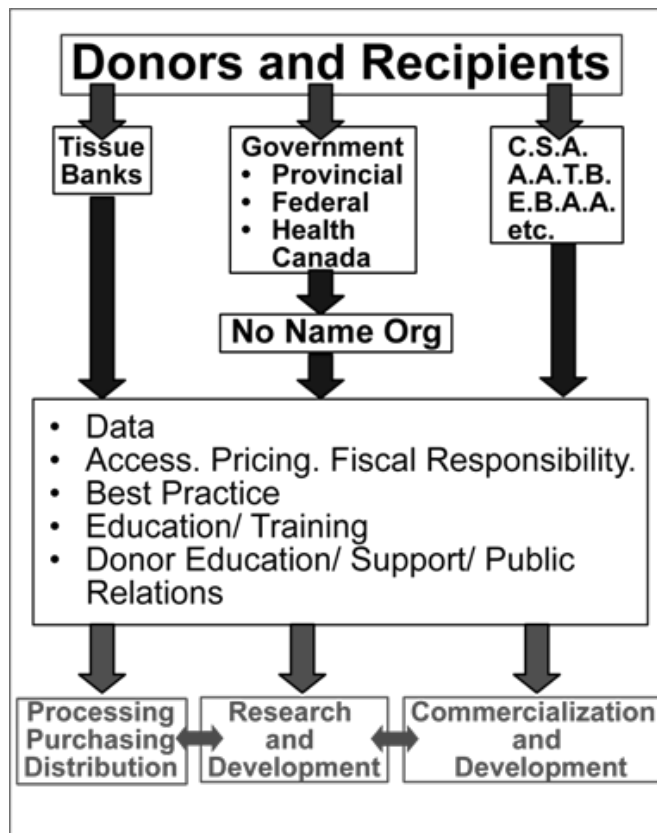 Donors and Recipients
Tissue
Banks
Government
• Provincial
• Federal
• Health
Canada
C.S.A.
A.A.T.B.
E.B.A.A.
etc.
No Name Org
• Data
• Access. Pricing. Fiscal Responsibility.
• Best Practice
• Education/ Training
• Donor Education/ Support/ Public
Relations
Processing
Purchasing
Distribution
Research
and
Development
Commercialization
and
Development